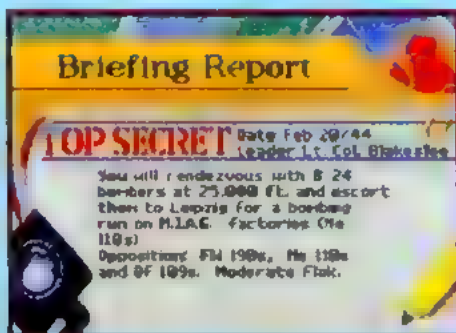 Briefing Report
TOP SECRET
Date Feb 20/44
Leader Lt. Col. Blakeslee
You will rendezvous with B 24
bombers at 25,000 ft. and escort
them to Leipzig for a bombing
run on M.I.A.G. factories (Me
110s)
Opposition: FW 190s, Me 110s
and BF 109s. Moderate Flak.